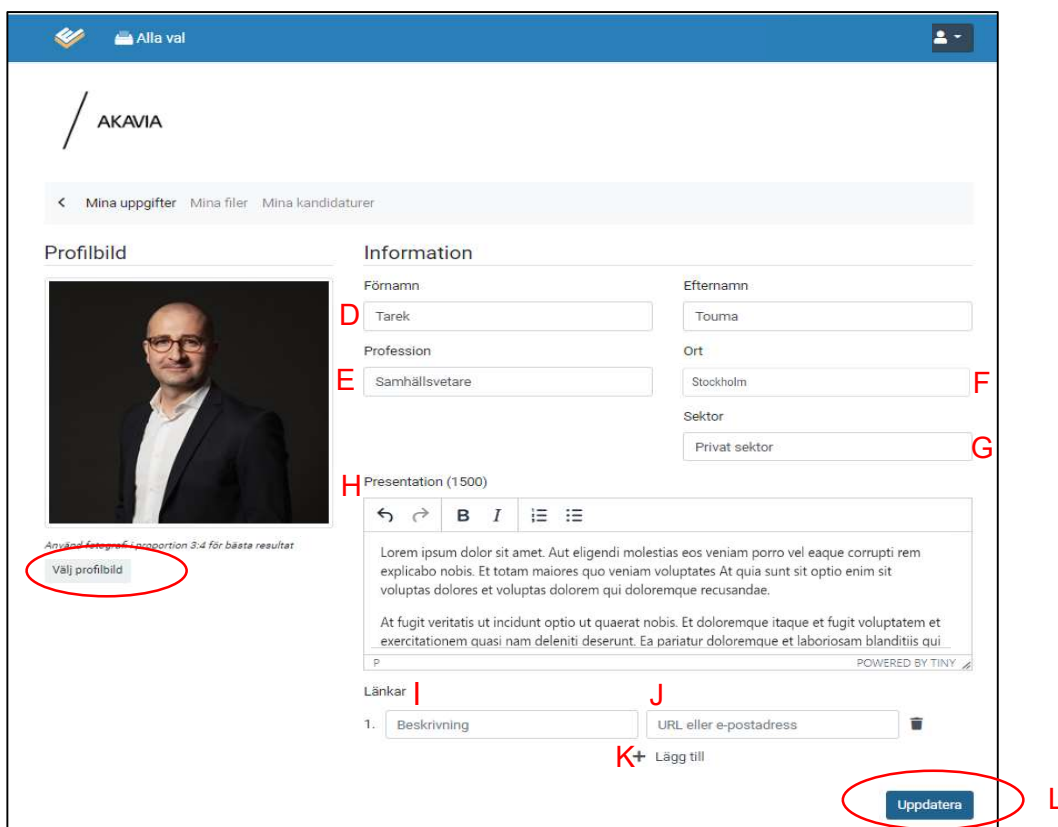 Alla val
AKAVIA
Mina uppgifter Mina filer Mina kandidaturer
Profilbild
Använd fotografi i proportion 3:4 för bästa resultat
Välj profilbild
Information
Förnamn Efternamn
D Tarek Touma
Profession Ort
E Samhällsvetare Stockholm F
Sektor
Privat sektor G
H Presentation (1500)
B I
Lorem ipsum dolor sit amet. Aut eligendi molestias eos veniam porro vel eaque corrupti rem
explicabo nobis. Et totam maiores quo veniam voluptates At quia sunt sit optio enim sit
voluptas dolores et voluptas dolorem qui doloremque recusandae.
At fugit veritatis ut incidunt optio ut quaerat nobis. Et doloremque itaque et fugit voluptatem et
exercitationem quasi nam deleniti deserunt. Ea pariatur doloremque et laboriosam blanditiis qui
P POWERED BY TINY
Länkar I J
1. Beskrivning URL eller e-postadress
K + Lägg till
Uppdatera L